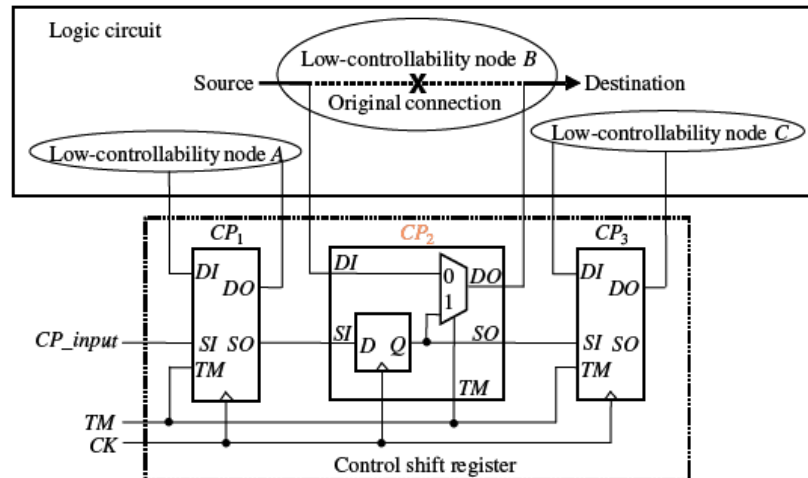 Logic circuit
Low-controllability node B
Source
Destination
Original connection
Low-controllability node A
Low-controllability node C
CP₁
CP₂
CP₃
DI
DO
SI SO
TM
DI
0
1
DO
SI
D Q
SO
TM
DI
DO
SI SO
TM
CP_input
TM
CK
Control shift register